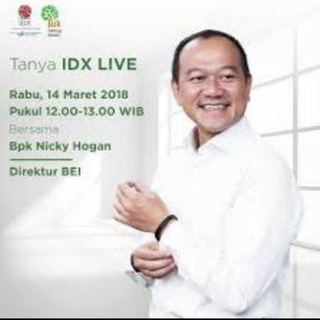 Tanya IDX LIVE
Rabu, 14 Maret 2018
Pukul 12.00-13.00 WIB
Bersama
Bpk Nicky Hogan
Direktur BEI